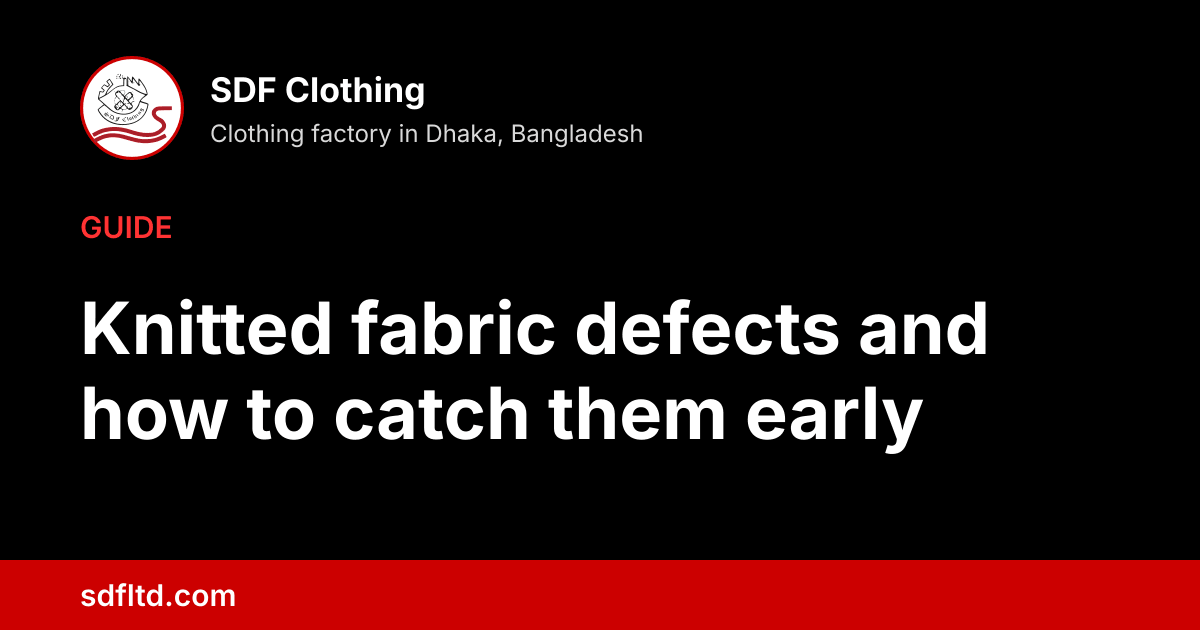 SDF Clothing
Clothing factory in Dhaka, Bangladesh
GUIDE
Knitted fabric defects and
how to catch them early
sdfltd.com